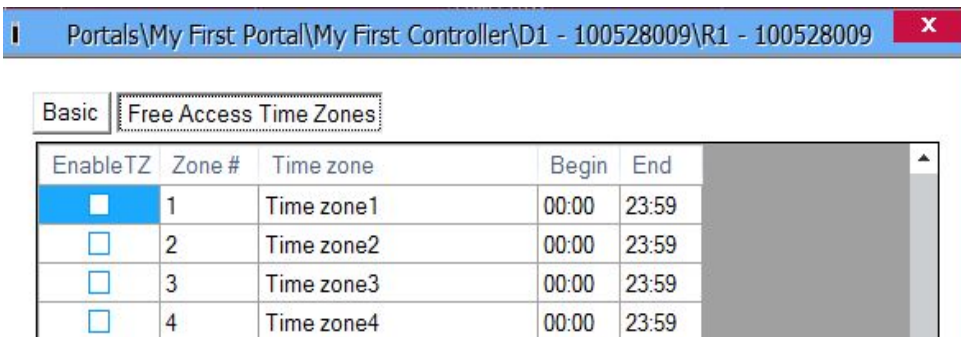 Portals\My First Portal\My First Controller\D1 - 100528009\R1 - 100528009 x
Basic Free Access Time Zones
EnableTZ Zone # Time zone Begin End
1 Time zone1 00:00 23:59
2 Time zone2 00:00 23:59
3 Time zone3 00:00 23:59
4 Time zone4 00:00 23:59